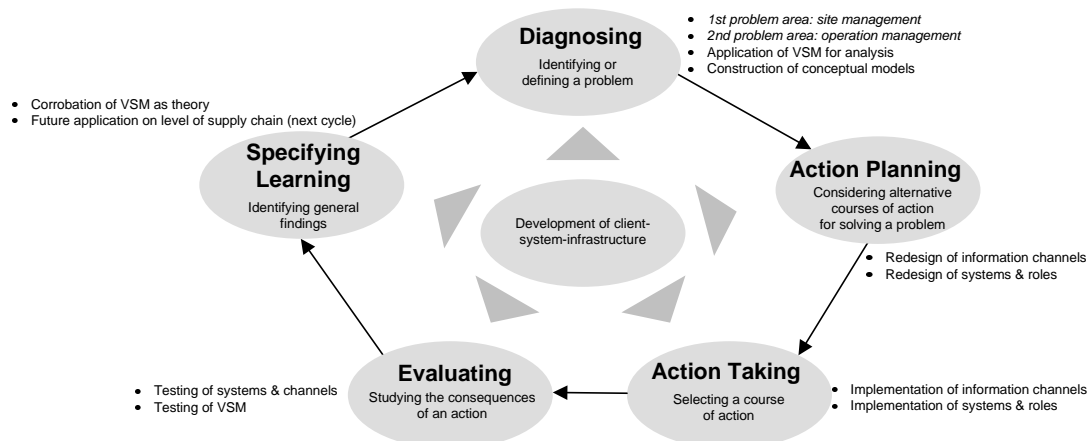 Diagnosing
Identifying or
defining a problem
• 1st problem area: site management
• 2nd problem area: operation management
• Application of VSM for analysis
• Construction of conceptual models
• Corrobation of VSM as theory
• Future application on level of supply chain (next cycle)
Specifying
Learning
Identifying general
findings
Action Planning
Considering alternative
courses of action
for solving a problem
Development of client-
system-infrastructure
• Redesign of information channels
• Redesign of systems & roles
Evaluating
Studying the consequences
of an action
• Testing of systems & channels
• Testing of VSM
Action Taking
Selecting a course
of action
• Implementation of information channels
• Implementation of systems & roles